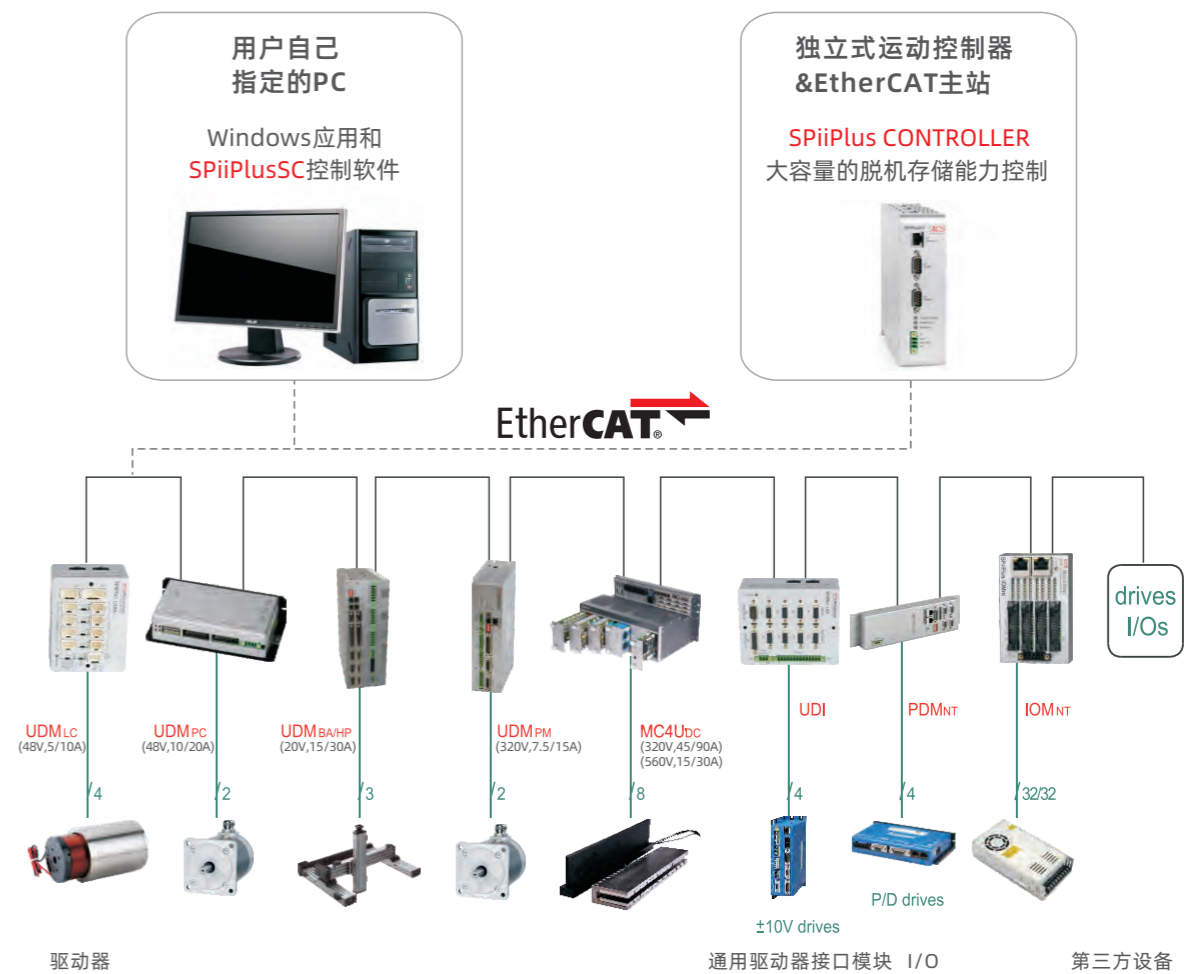 用户自己
指定的PC
Windows应用和
SPiiPlusSC控制软件
独立式运动控制器
&EtherCAT主站
SPiiPlus CONTROLLER
大容量的脱机存储能力控制
ACS
EtherCAT®
SPiiPlus IOMnt
drives
I/Os
UDMLC
(48V,5/10A)
UDMPC
(48V,10/20A)
UDMBA/HP
(20V,15/30A)
UDMPM
(320V,7.5/15A)
MC4UDC
(320V,45/90A)
(560V,15/30A)
UDI
PDMNT
IOMNT
/4
/2
/3
/2
/8
/4
/4
/32/32
±10V drives
P/D drives
驱动器
通用驱动器接口模块 I/O
第三方设备